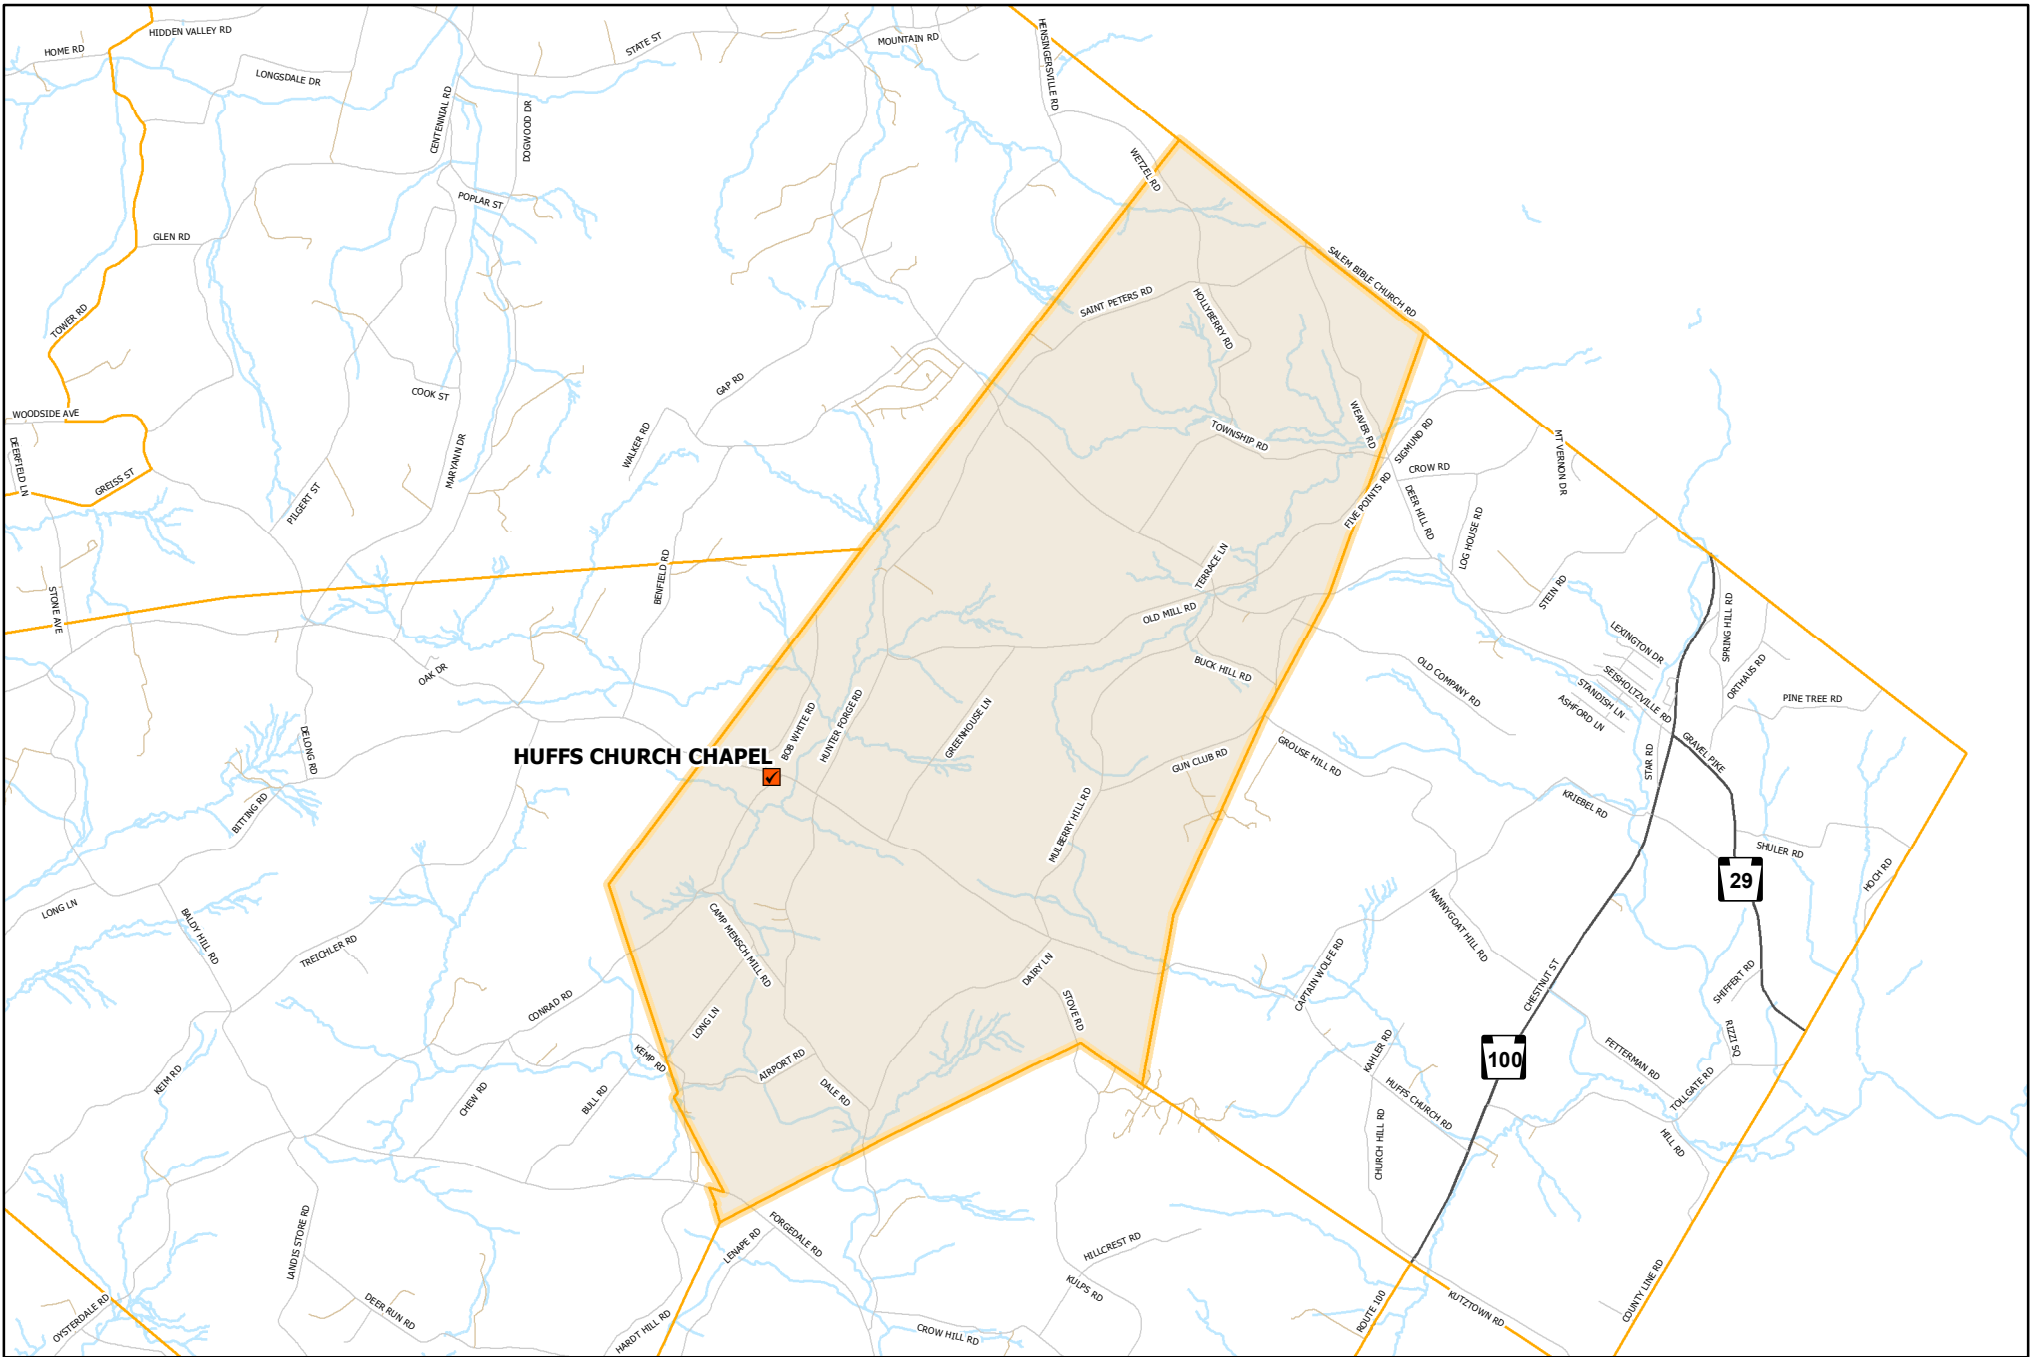 HIDDEN VALLEY RD
HOME RD
STATE ST
MOUNTAIN RD
HENSINGERSVILLE RD
LONGSDALE DR
CENTENNIAL RD
DOGWOOD DR
WETZEL RD
POPLAR ST
GLEN RD
SALEM BIBLE CHURCH RD
SAINT PETERS RD
HOLLYBERRY RD
TOWER RD
GAP RD
COOK ST
WOODSIDE AVE
WEAVER RD
SIGMUND RD
TOWNSHIP RD
WALKER RD
MT VERNON DR
DEERFIELD LN
MARYANN DR
CROW RD
GREISS ST
PILGERT ST
FIVE POINTS RD
DEER HILL RD
LOG HOUSE RD
TERRACE LN
BENFIELD RD
STONE AVE
STEIN RD
OLD MILL RD
SPRING HILL RD
LEXINGTON DR
OAK DR
BUCK HILL RD
OLD COMPANY RD
SEISHOLTZVILLE RD
ORTHAUS RD
STANDISH LN
ASHFORD LN
PINE TREE RD
BOB WHITE RD
HUNTER FORGE RD
GREENHOUSE LN
DELONG RD
HUFFS CHURCH CHAPEL
GUN CLUB RD
GROUSE HILL RD
STAR RD
GRAVEL PIKE
BITTING RD
MULBERRY HILL RD
KRIEBEL RD
SHULER RD
29
HOCH RD
LONG LN
BALDY HILL RD
TREICHLER RD
CAMP MENSCH MILL RD
NANNYGOAT HILL RD
CAPTAIN WOLFE RD
DAIRY LN
STOVE RD
CHESTNUT ST
SHIFFERT RD
CONRAD RD
LONG LN
KEMP RD
AIRPORT RD
DALE RD
KAHLER RD
100
RIZZI SQ
FETTERMAN RD
KEIM RD
CHEW RD
BULL RD
HUFFS CHURCH RD
TOLLGATE RD
CHURCH HILL RD
HILL RD
LANDIS STORE RD
FORGEDALE RD
LENAPE RD
HILLCREST RD
KULPS RD
OYSTERDALE RD
DEER RUN RD
HARDT HILL RD
CROW HILL RD
ROUTE 100
KUTZTOWN RD
COUNTY LINE RD